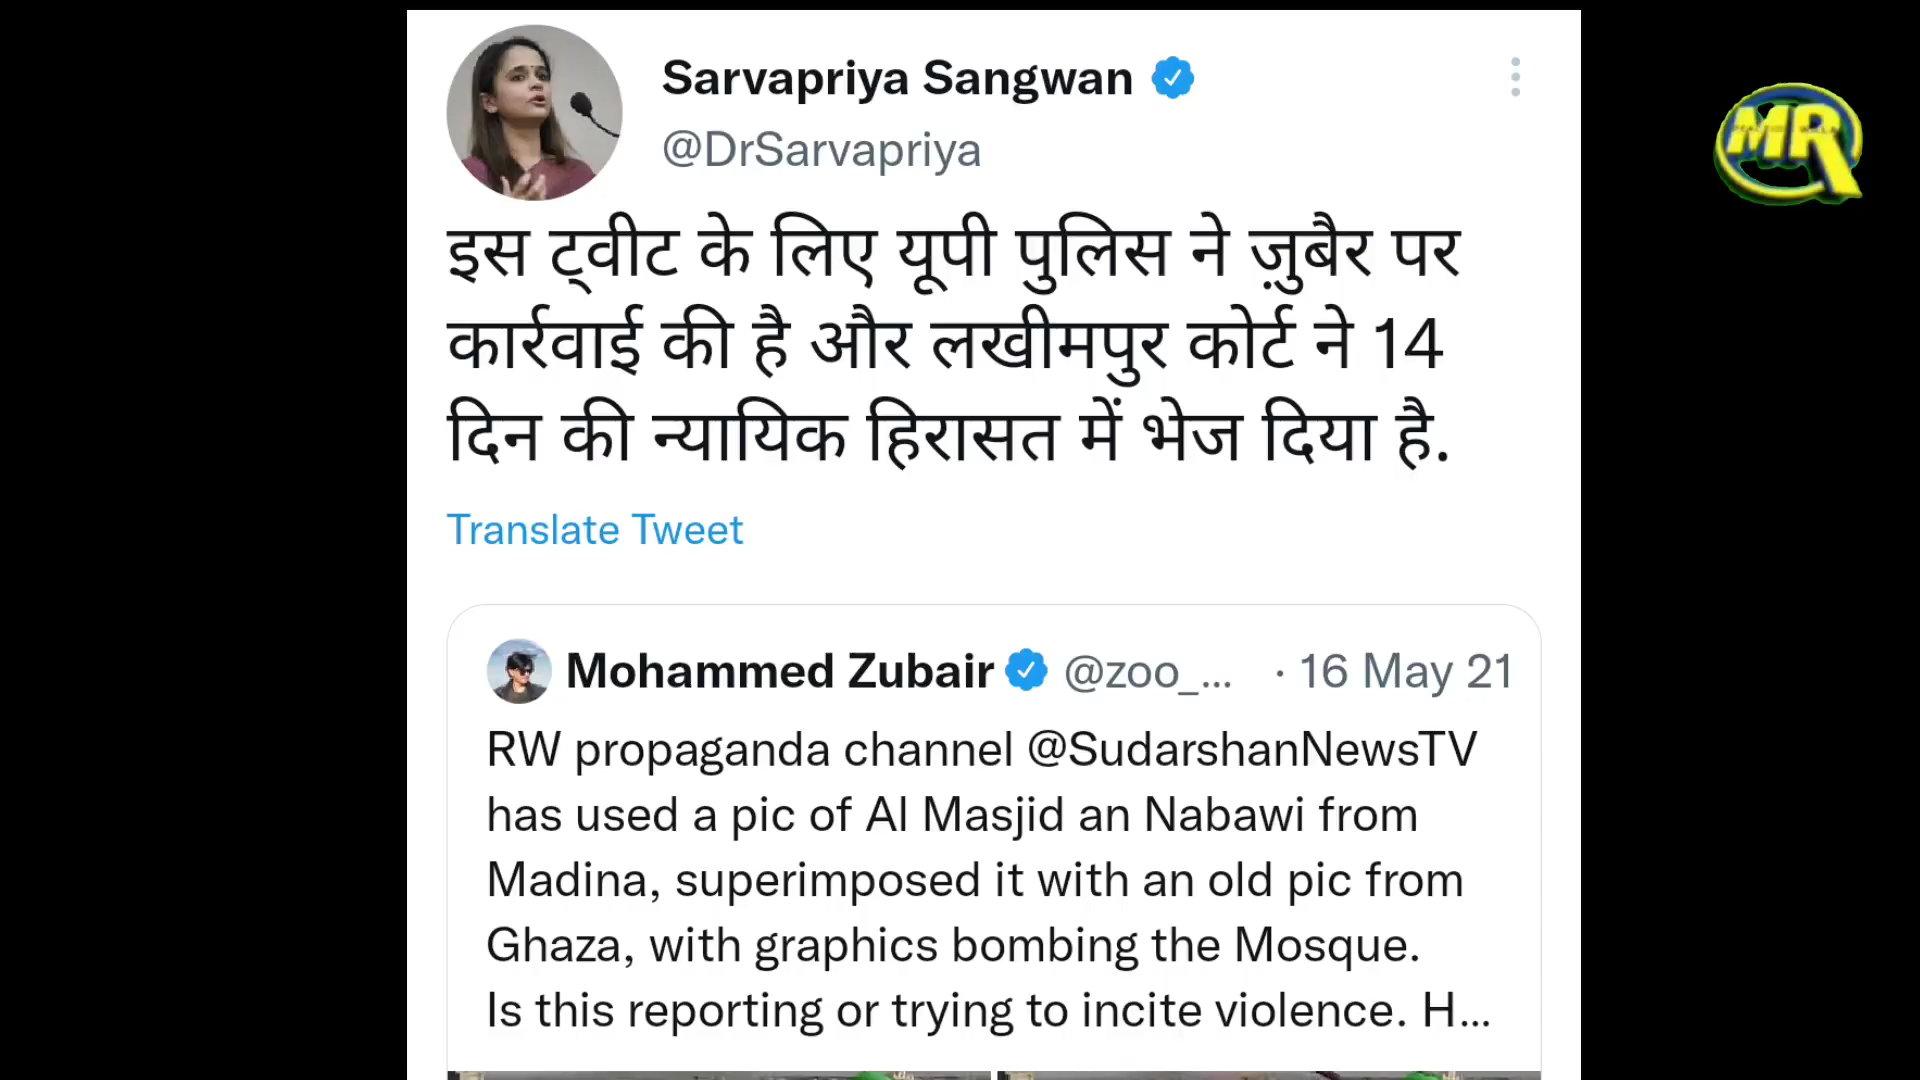 Sarvapriya Sangwan
@DrSarvapriya
इस ट्वीट के लिए यूपी पुलिस ने ज़ुबैर पर
कार्रवाई की है और लखीमपुर कोर्ट ने 14
दिन की न्यायिक हिरासत में भेज दिया है.
Translate Tweet
Mohammed Zubair @zoo_... · 16 May 21
RW propaganda channel @SudarshanNewsTV
has used a pic of Al Masjid an Nabawi from
Madina, superimposed it with an old pic from
Ghaza, with graphics bombing the Mosque.
Is this reporting or trying to incite violence. H...
MR